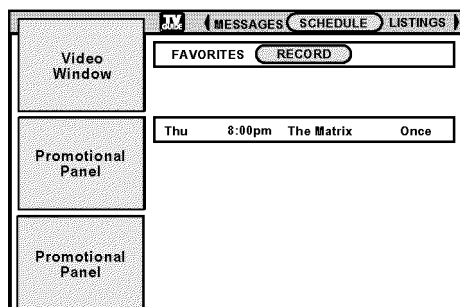 TV
GUIDE
MESSAGES SCHEDULE LISTINGS
Video
Window
FAVORITES RECORD
Thu 8:00pm The Matrix Once
Promotional
Panel
Promotional
Panel